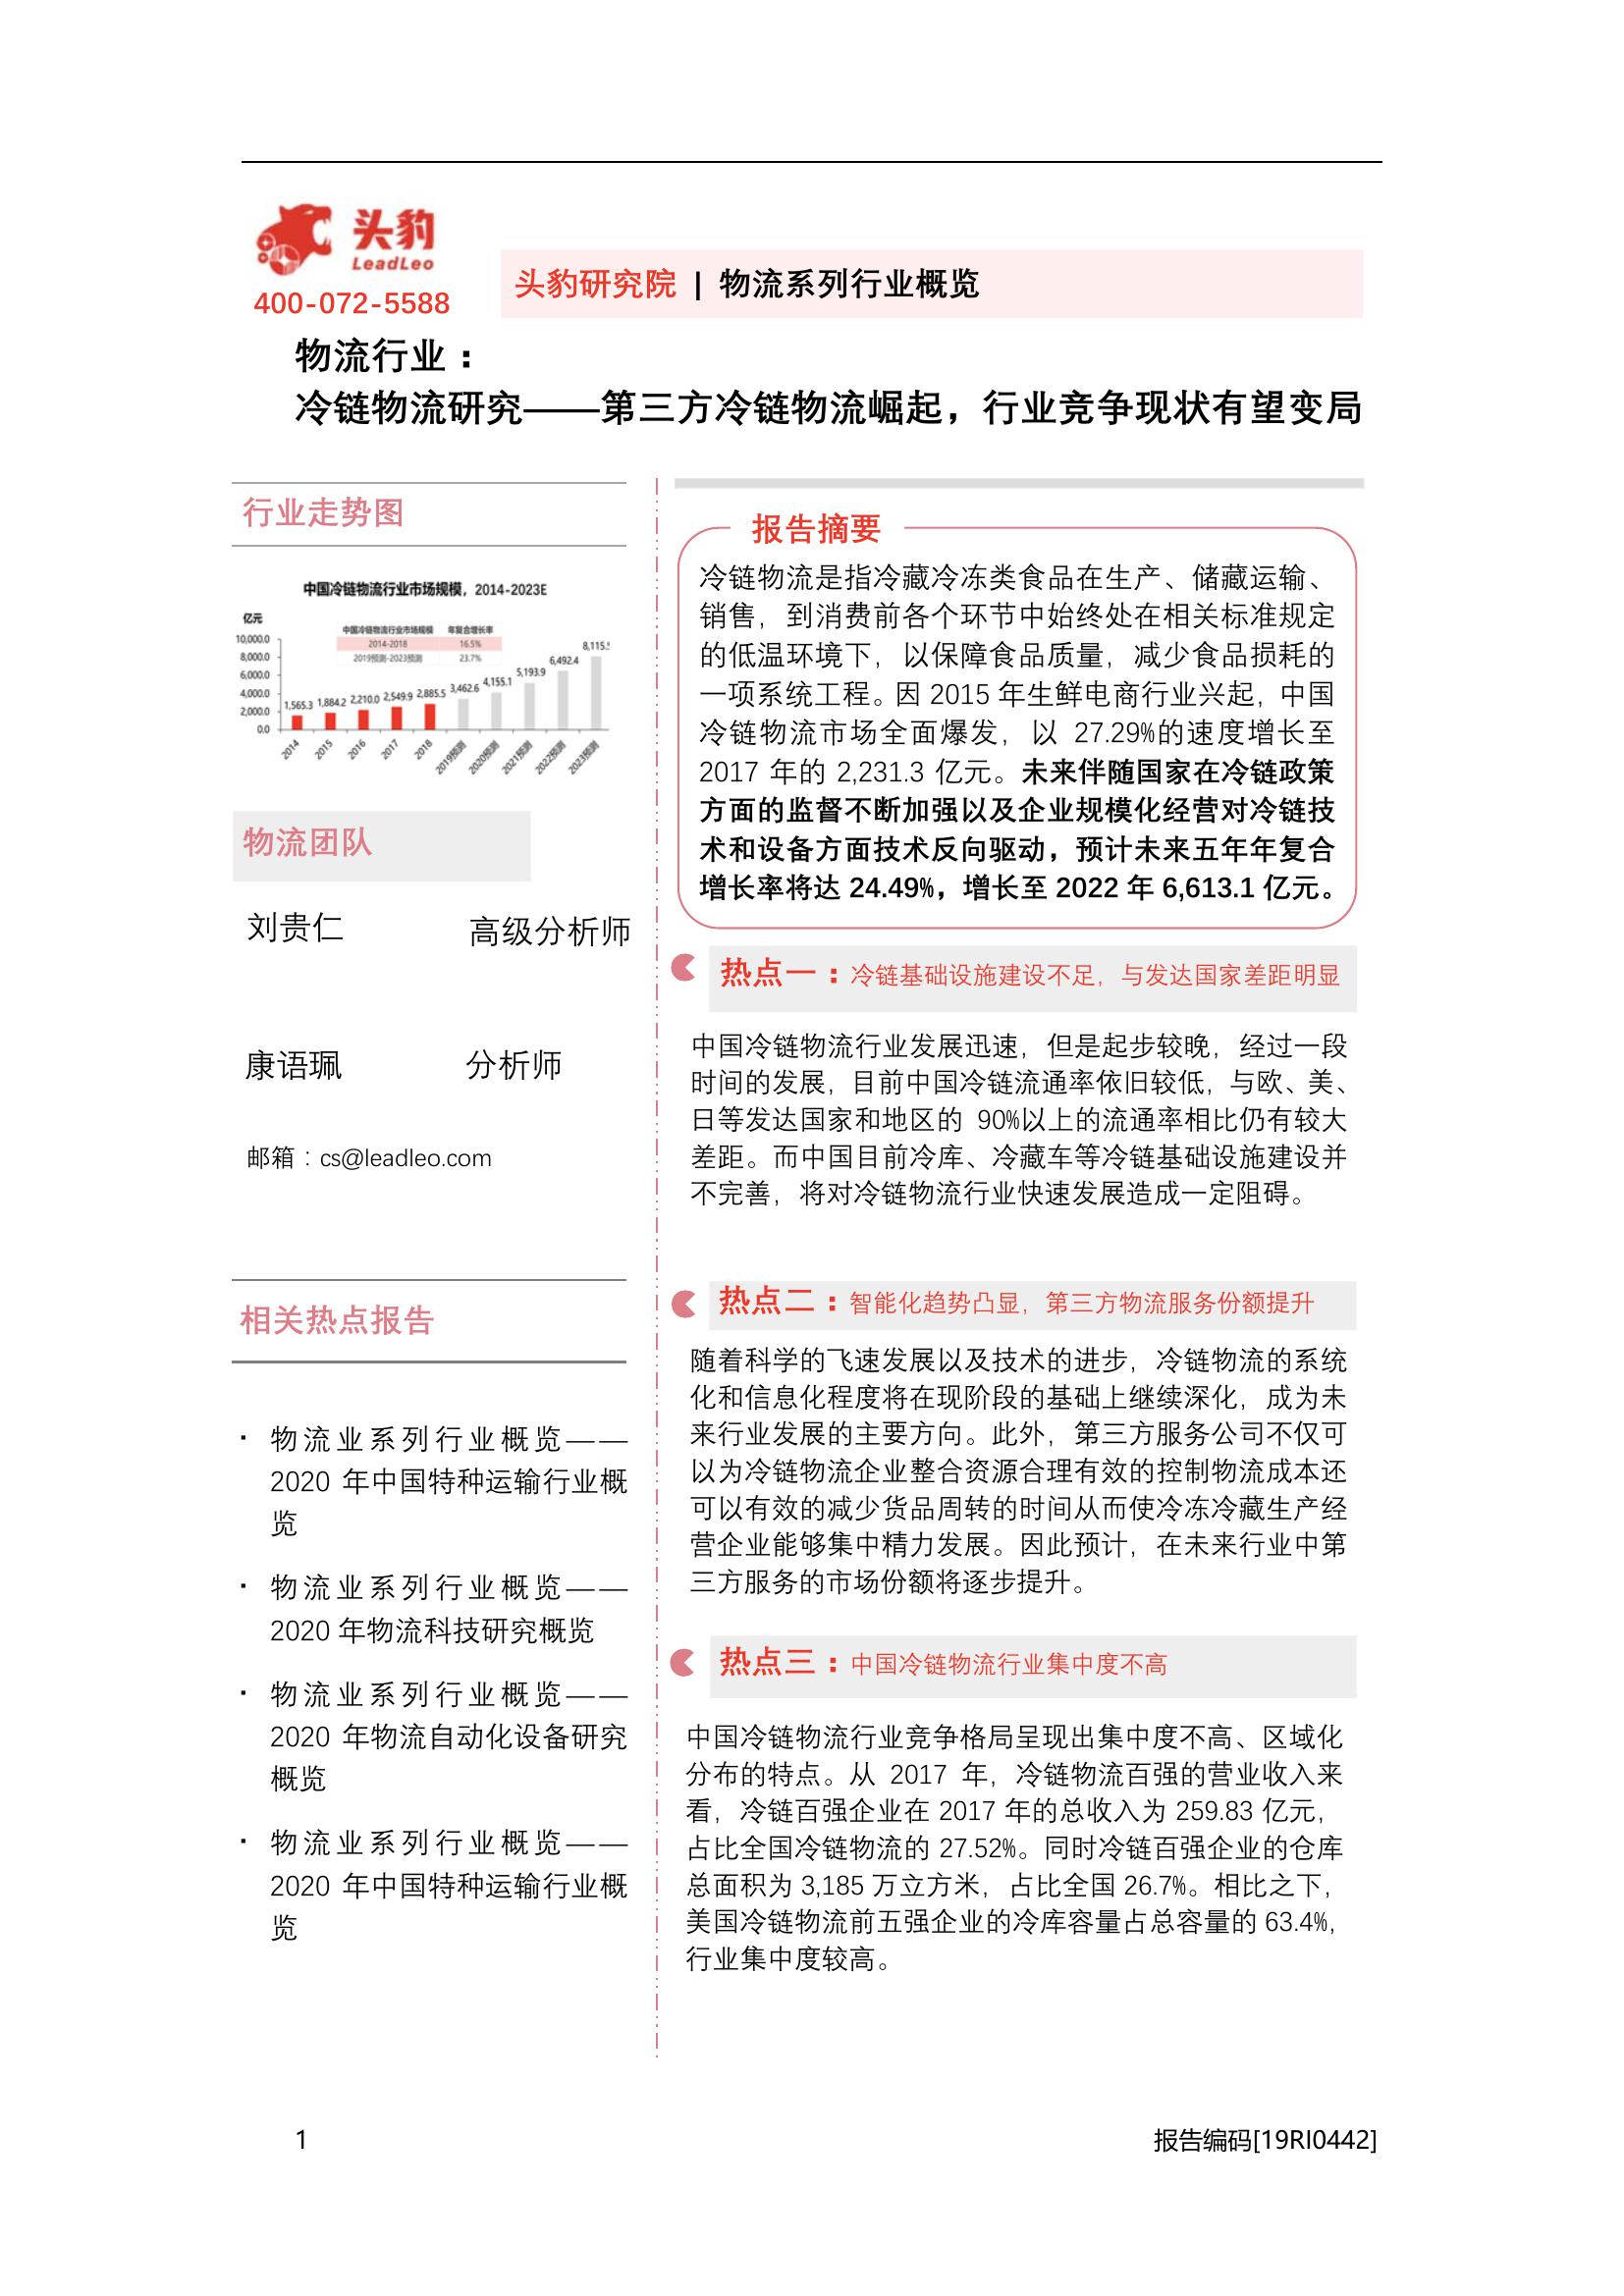 头豹
LeadLeo
400-072-5588
头豹研究院 | 物流系列行业概览
物流行业：
冷链物流研究——第三方冷链物流崛起，行业竞争现状有望变局
行业走势图
中国冷链物流行业市场规模，2014-2023E
亿元
中国冷链物流行业市场规模 年复合增长率
2014-2018 16.5%
2019预测-2023预测 23.7%
10,000.0
8,000.0
6,000.0
4,000.0
2,000.0
0.0
1,565.3 1,884.2 2,210.0 2,549.9 2,885.5 3,462.6 4,155.1 5,193.9 6,492.4 8,115.5
2014 2015 2016 2017 2018 2019预测 2020预测 2021预测 2022预测 2023预测
物流团队
刘贵仁 高级分析师
康语珮 分析师
邮箱：cs@leadleo.com
相关热点报告
· 物流业系列行业概览——
2020 年中国特种运输行业概
览
· 物流业系列行业概览——
2020 年物流科技研究概览
· 物流业系列行业概览——
2020 年物流自动化设备研究
概览
· 物流业系列行业概览——
2020 年中国特种运输行业概
览
报告摘要
冷链物流是指冷藏冷冻类食品在生产、储藏运输、
销售，到消费前各个环节中始终处在相关标准规定
的低温环境下，以保障食品质量，减少食品损耗的
一项系统工程。因 2015 年生鲜电商行业兴起，中国
冷链物流市场全面爆发，以 27.29%的速度增长至
2017 年的 2,231.3 亿元。未来伴随国家在冷链政策
方面的监督不断加强以及企业规模化经营对冷链技
术和设备方面技术反向驱动，预计未来五年年复合
增长率将达 24.49%，增长至 2022 年 6,613.1 亿元。
热点一：冷链基础设施建设不足，与发达国家差距明显
中国冷链物流行业发展迅速，但是起步较晚，经过一段
时间的发展，目前中国冷链流通率依旧较低，与欧、美、
日等发达国家和地区的 90%以上的流通率相比仍有较大
差距。而中国目前冷库、冷藏车等冷链基础设施建设并
不完善，将对冷链物流行业快速发展造成一定阻碍。
热点二：智能化趋势凸显，第三方物流服务份额提升
随着科学的飞速发展以及技术的进步，冷链物流的系统
化和信息化程度将在现阶段的基础上继续深化，成为未
来行业发展的主要方向。此外，第三方服务公司不仅可
以为冷链物流企业整合资源合理有效的控制物流成本还
可以有效的减少货品周转的时间从而使冷冻冷藏生产经
营企业能够集中精力发展。因此预计，在未来行业中第
三方服务的市场份额将逐步提升。
热点三：中国冷链物流行业集中度不高
中国冷链物流行业竞争格局呈现出集中度不高、区域化
分布的特点。从 2017 年，冷链物流百强的营业收入来
看，冷链百强企业在 2017 年的总收入为 259.83 亿元，
占比全国冷链物流的 27.52%。同时冷链百强企业的仓库
总面积为 3,185 万立方米，占比全国 26.7%。相比之下，
美国冷链物流前五强企业的冷库容量占总容量的 63.4%，
行业集中度较高。
1
报告编码[19RI0442]